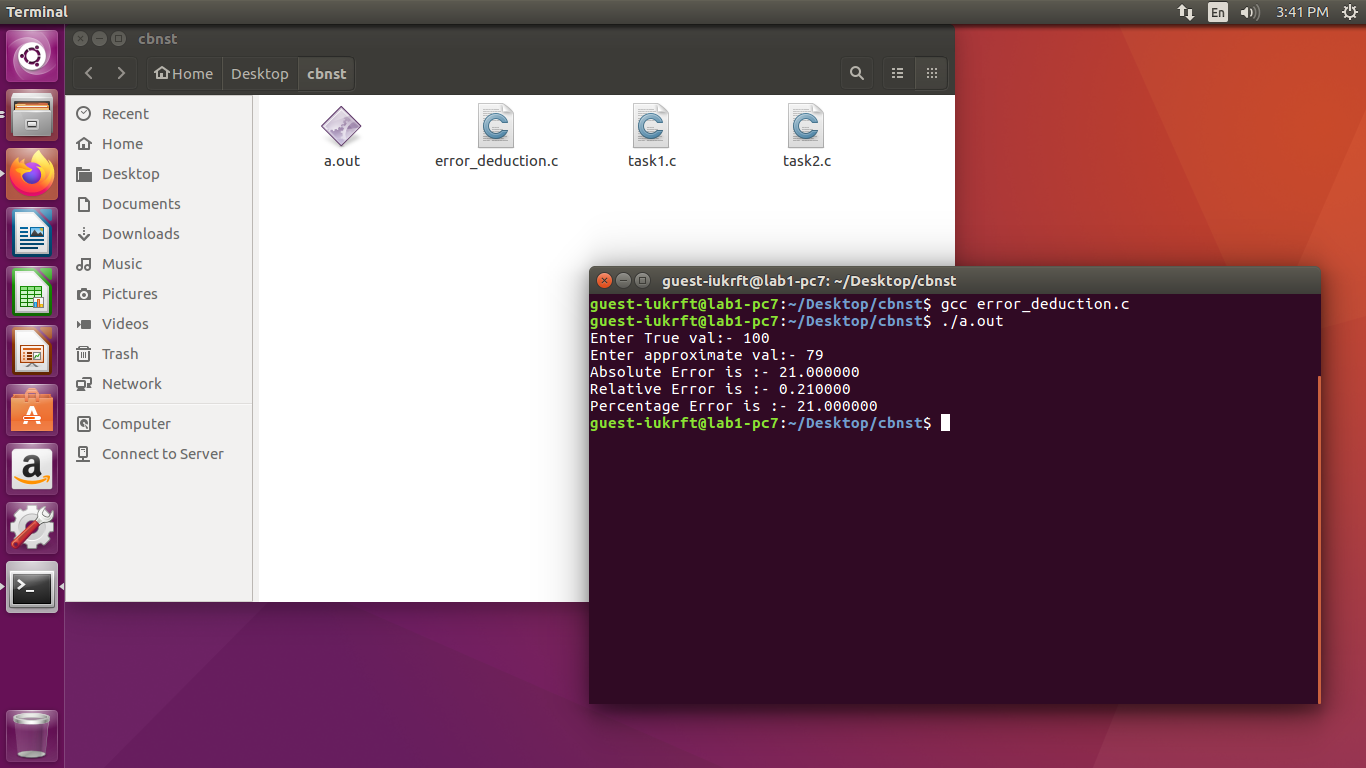 Terminal
En
3:41 PM
cbnst
Home
Desktop
cbnst
Recent
Home
Desktop
Documents
Downloads
Music
Pictures
Videos
Trash
Network
Computer
Connect to Server
a.out
error_deduction.c
task1.c
task2.c
guest-iukrft@lab1-pc7: ~/Desktop/cbnst
guest-iukrft@lab1-pc7:~/Desktop/cbnst$ gcc error_deduction.c
guest-iukrft@lab1-pc7:~/Desktop/cbnst$ ./a.out
Enter True val:- 100
Enter approximate val:- 79
Absolute Error is :- 21.000000
Relative Error is :- 0.210000
Percentage Error is :- 21.000000
guest-iukrft@lab1-pc7:~/Desktop/cbnst$